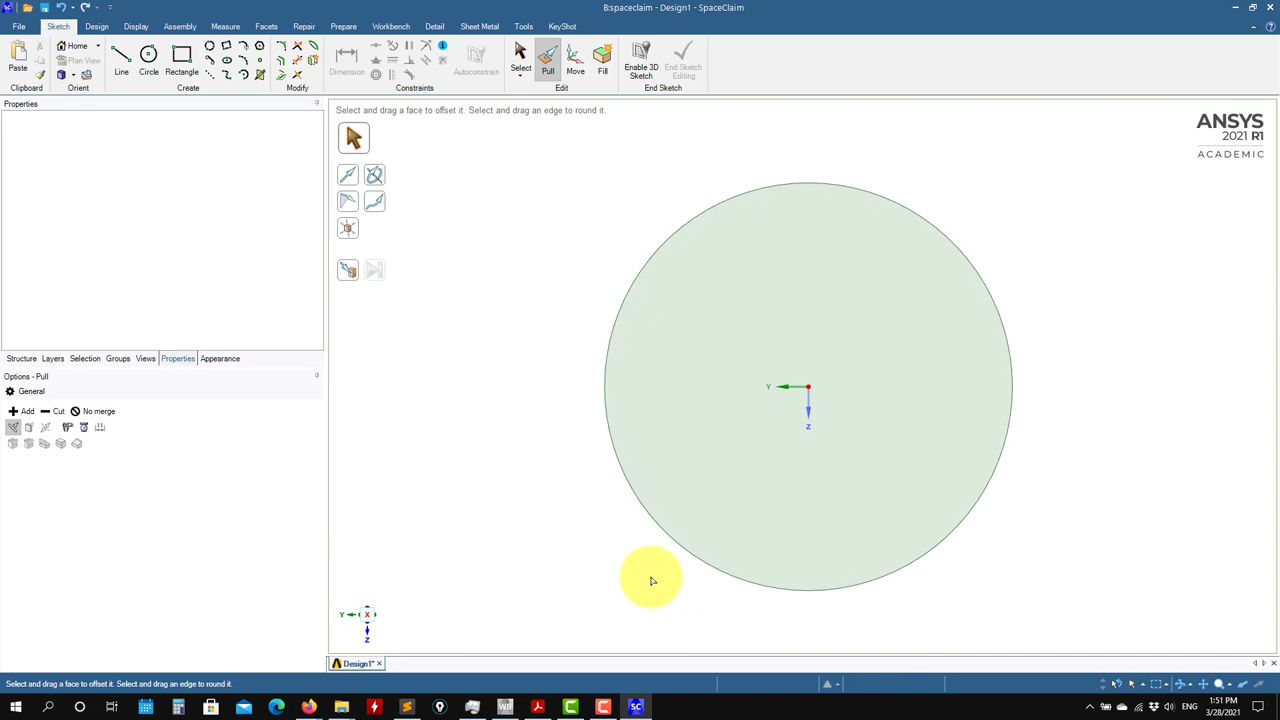 B:spaceclaim - Design1 - SpaceClaim
File Sketch Design Display Assembly Measure Facets Repair Prepare Workbench Detail Sheet Metal Tools KeyShot
Home
Plan View
Paste
Line Circle Rectangle
Dimension
Autoconstrain
Select Pull Move Fill
Enable 3D Sketch
End Sketch Editing
Clipboard Orient Create Modify Constraints Edit End Sketch
Properties
Select and drag a face to offset it. Select and drag an edge to round it.
ANSYS
2021 R1
ACADEMIC
Y
Z
Structure Layers Selection Groups Views Properties Appearance
Options - Pull
General
Add Cut No merge
Y X
Z
Design1*
Select and drag a face to offset it. Select and drag an edge to round it.
ENG
1:51 PM
3/28/2021